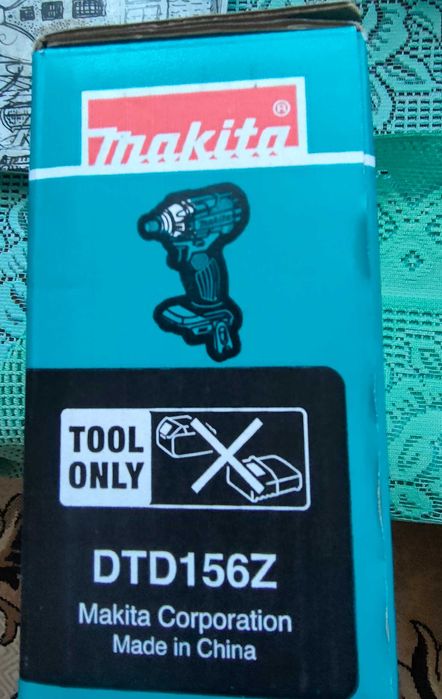 makita®
TOOL
ONLY
DTD156Z
Makita Corporation
Made in China